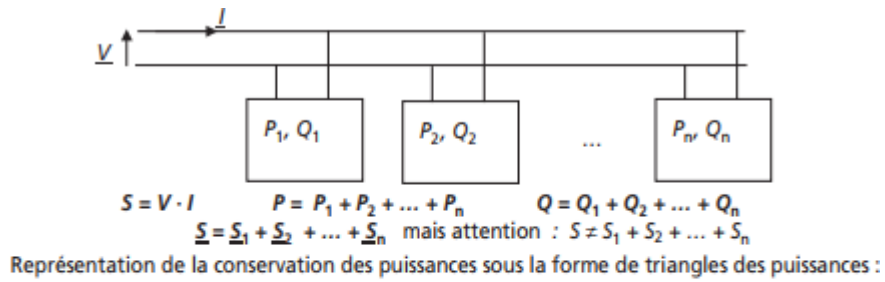 I
V
P₁, Q₁
P₂, Q₂
...
Pₙ, Qₙ
S = V · I P = P₁ + P₂ + ... + Pₙ Q = Q₁ + Q₂ + ... + Qₙ
S = S₁ + S₂ + ... + Sₙ mais attention : S ≠ S₁ + S₂ + ... + Sₙ
Représentation de la conservation des puissances sous la forme de triangles des puissances :